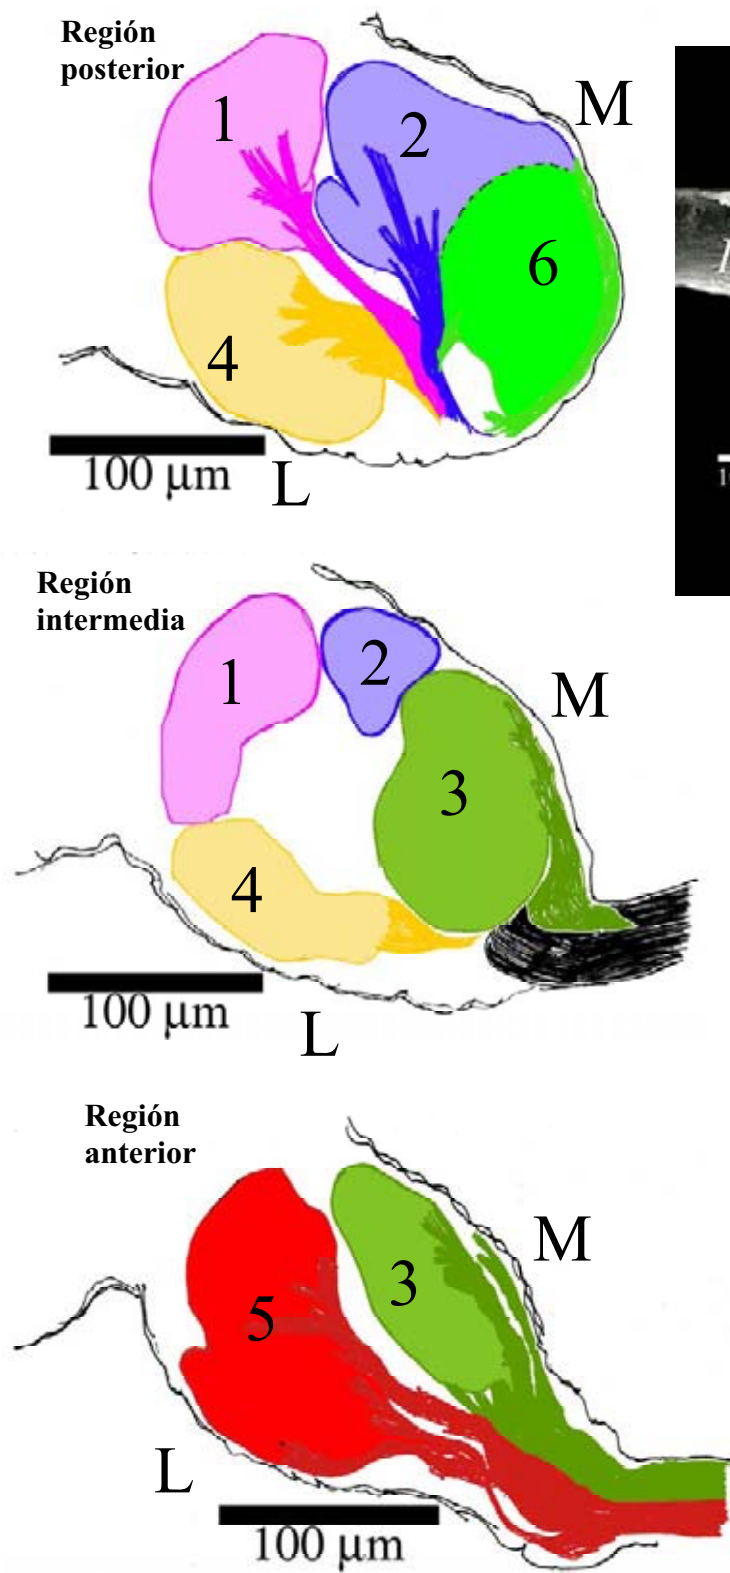 Región
posterior
M
1
2
6
4
100 µm
L
Región
intermedia
2
1
M
3
4
100 µm
L
Región
anterior
M
3
5
L
100 µm